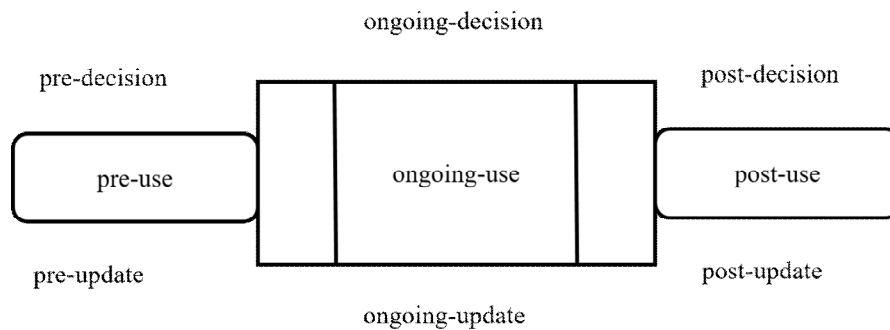 ongoing-decision
pre-decision
post-decision
pre-use
ongoing-use
post-use
pre-update
post-update
ongoing-update